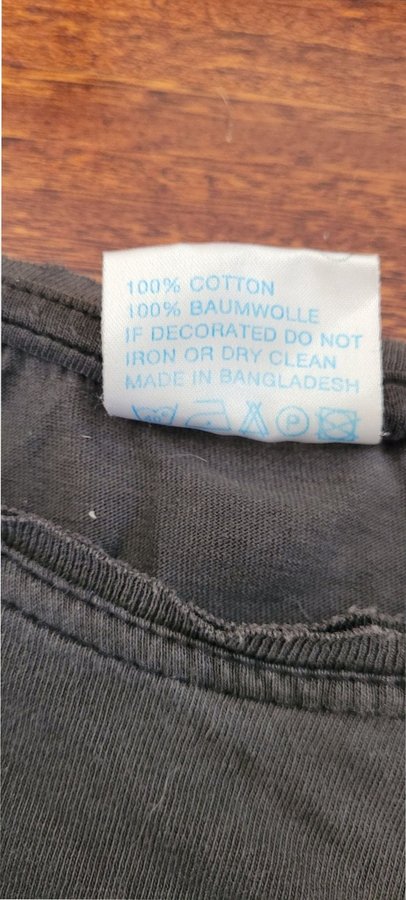 100% COTTON
100% BAUMWOLLE
IF DECORATED DO NOT
IRON OR DRY CLEAN
MADE IN BANGLADESH
P